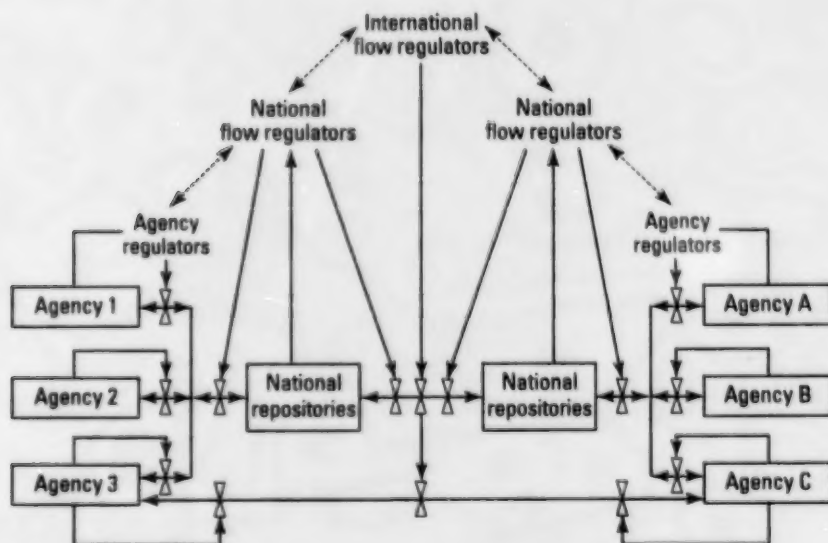 International
flow regulators
National
flow regulators
National
flow regulators
Agency
regulators
Agency
regulators
Agency 1
Agency A
Agency 2
National
repositories
National
repositories
Agency B
Agency 3
Agency C